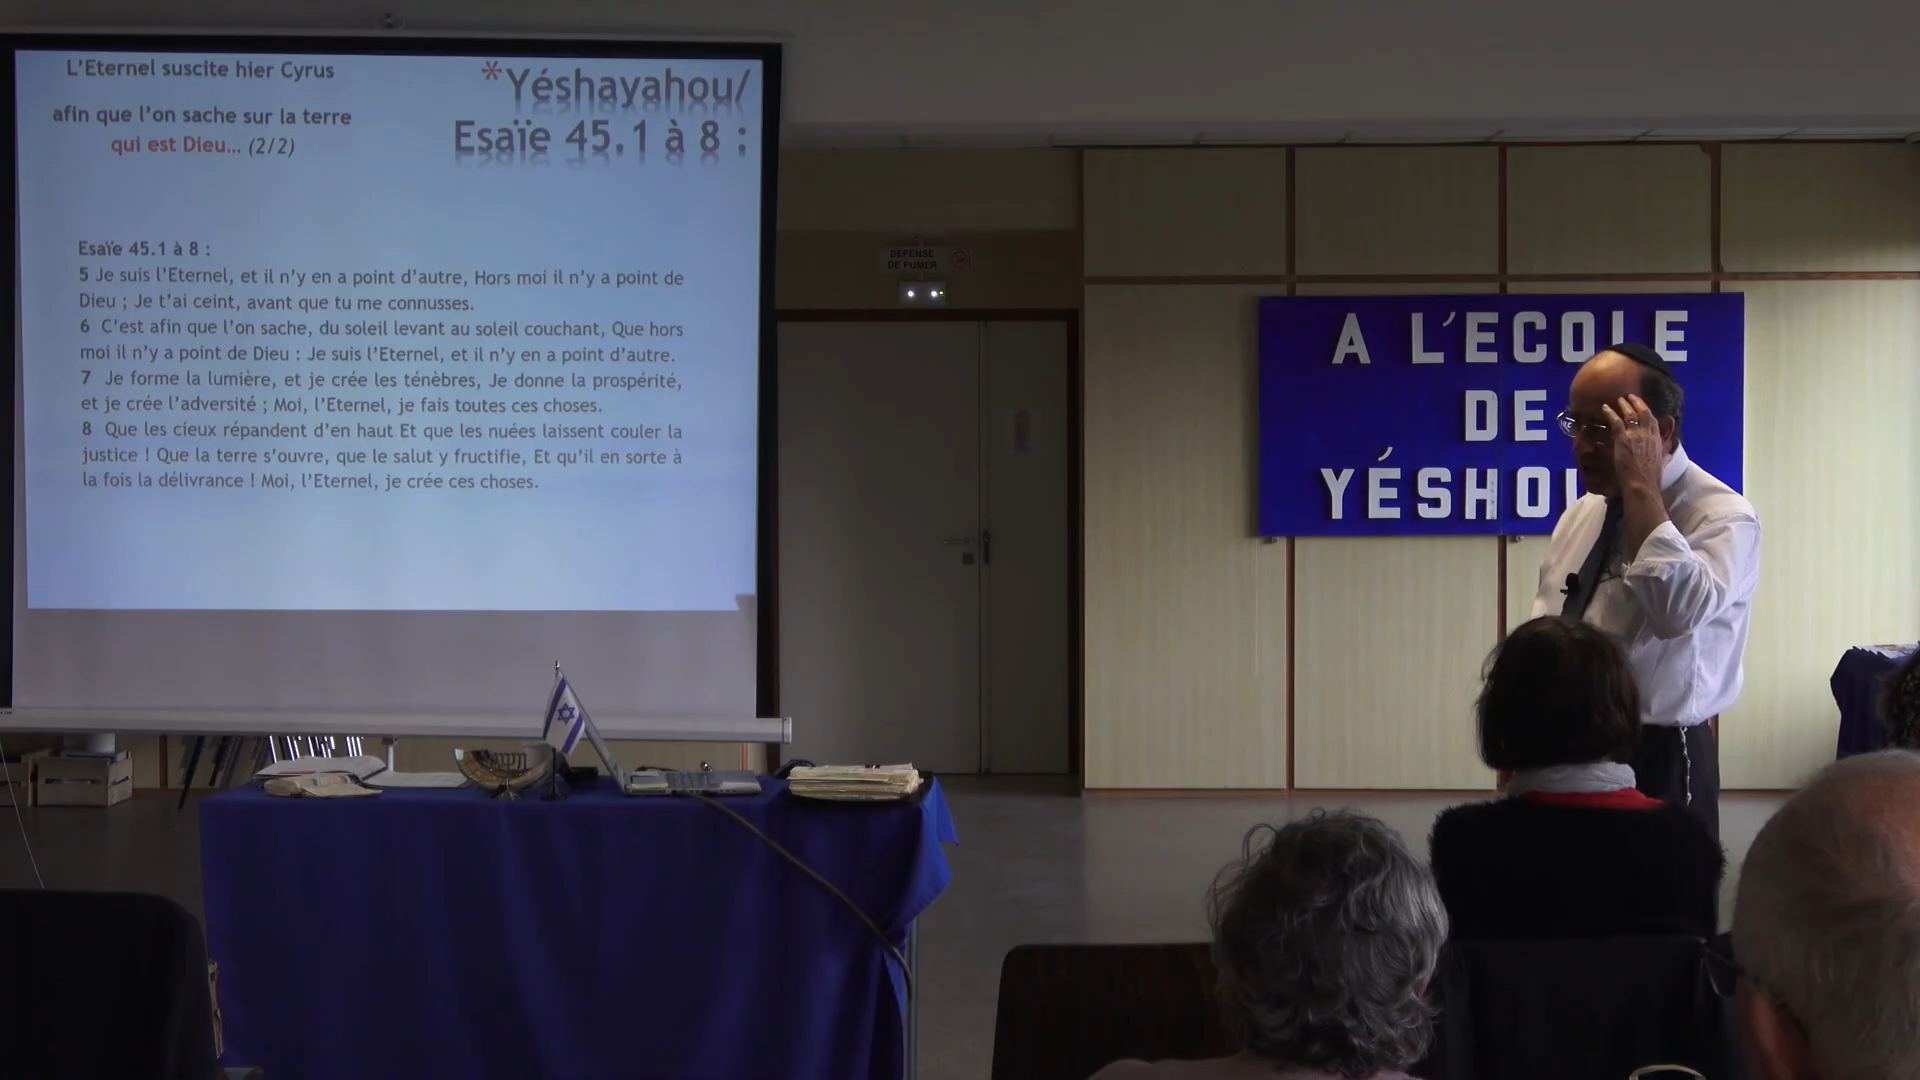 L'Eternel suscite hier Cyrus
afin que l'on sache sur la terre
qui est Dieu... (2/2)
*Yéshayahou/
Esaïe 45.1 à 8 :
Esaïe 45.1 à 8 :
5 Je suis l'Eternel, et il n'y en a point d'autre, Hors moi il n'y a point de
Dieu ; Je t'ai ceint, avant que tu me connusses.
6 C'est afin que l'on sache, du soleil levant au soleil couchant, Que hors
moi il n'y a point de Dieu : Je suis l'Eternel, et il n'y en a point d'autre.
7 Je forme la lumière, et je crée les ténèbres, Je donne la prospérité,
et je crée l'adversité ; Moi, l'Eternel, je fais toutes ces choses.
8 Que les cieux répandent d'en haut Et que les nuées laissent couler la
justice ! Que la terre s'ouvre, que le salut y fructifie, Et qu'il en sorte à
la fois la délivrance ! Moi, l'Eternel, je crée ces choses.
DEFENSE
DE FUMER
A L'ECOLE
DE
YÉSHOU